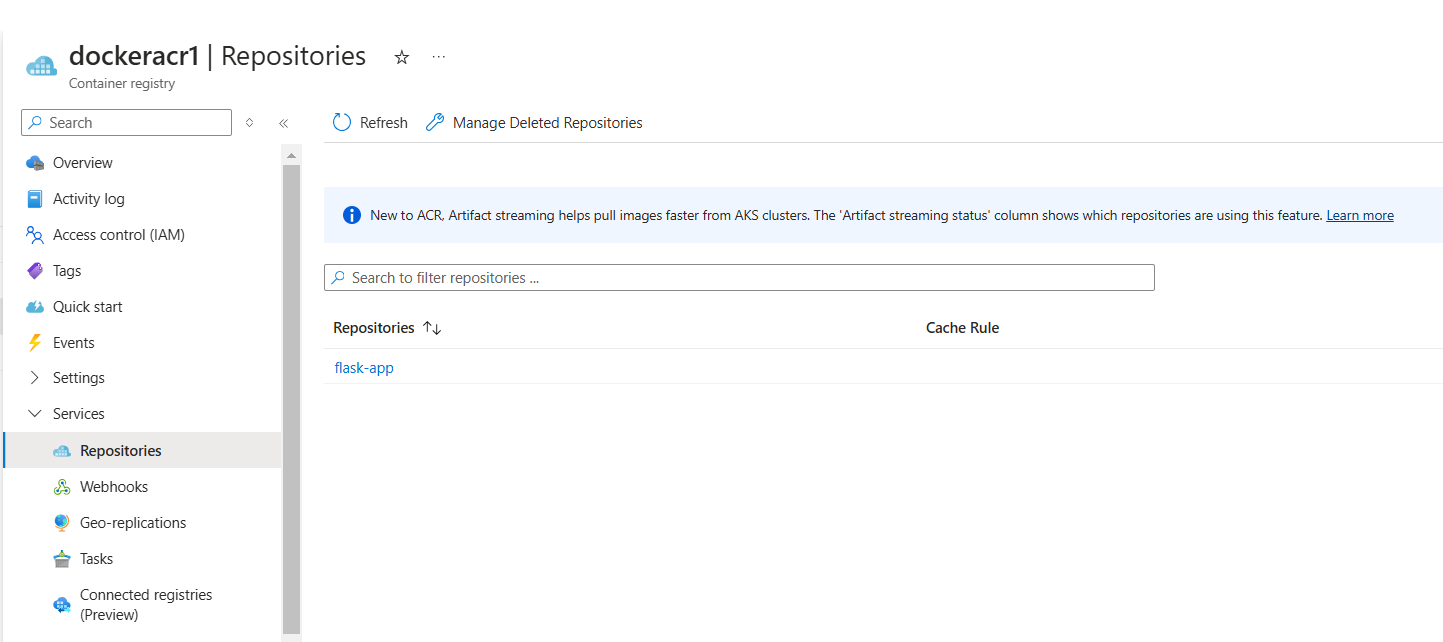 dockeracr1 | Repositories
Container registry
Search
Refresh
Manage Deleted Repositories
Overview
Activity log
Access control (IAM)
Tags
Quick start
Events
Settings
Services
Repositories
Webhooks
Geo-replications
Tasks
Connected registries
(Preview)
New to ACR, Artifact streaming helps pull images faster from AKS clusters. The 'Artifact streaming status' column shows which repositories are using this feature. Learn more
Search to filter repositories ...
Repositories
Cache Rule
flask-app